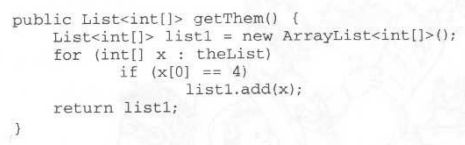 public List<int[]> getThem() {
    List<int[]> list1 = new ArrayList<int[]>();
    for (int[] x : theList)
        if (x[0] == 4)
            list1.add(x);
    return list1;
}